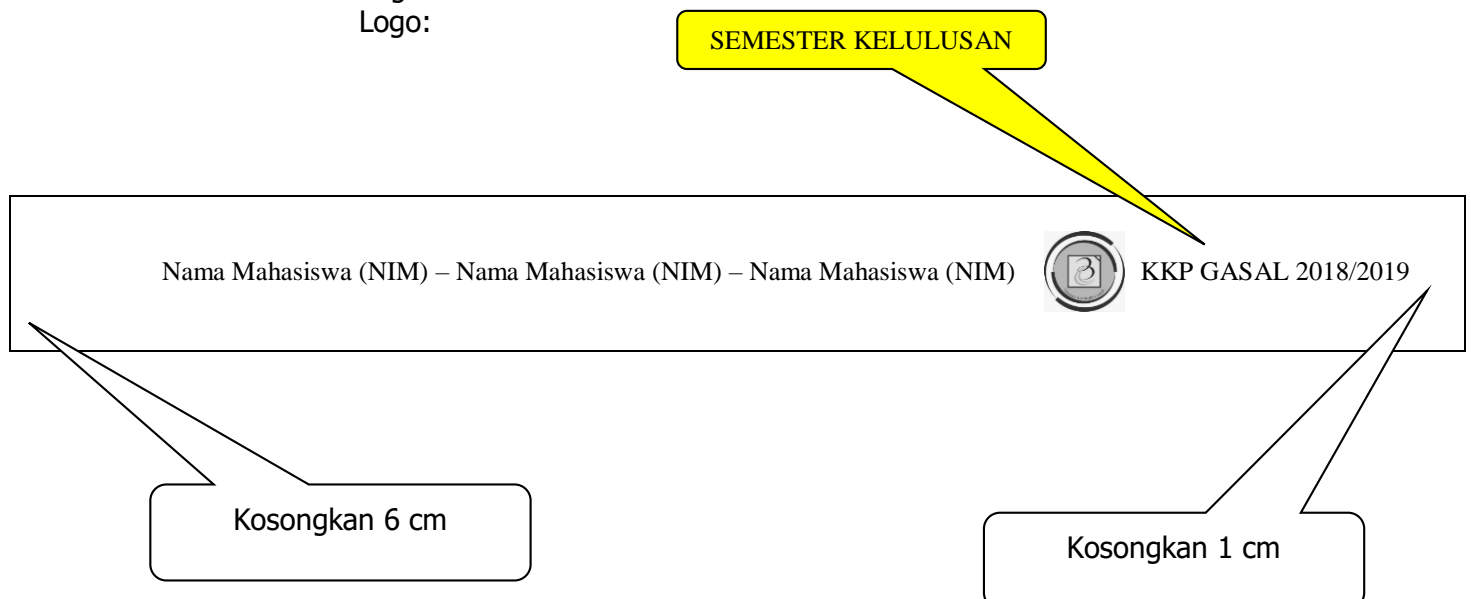 Logo:
SEMESTER KELULUSAN
Nama Mahasiswa (NIM) – Nama Mahasiswa (NIM) – Nama Mahasiswa (NIM) KKP GASAL 2018/2019
Kosongkan 6 cm
Kosongkan 1 cm